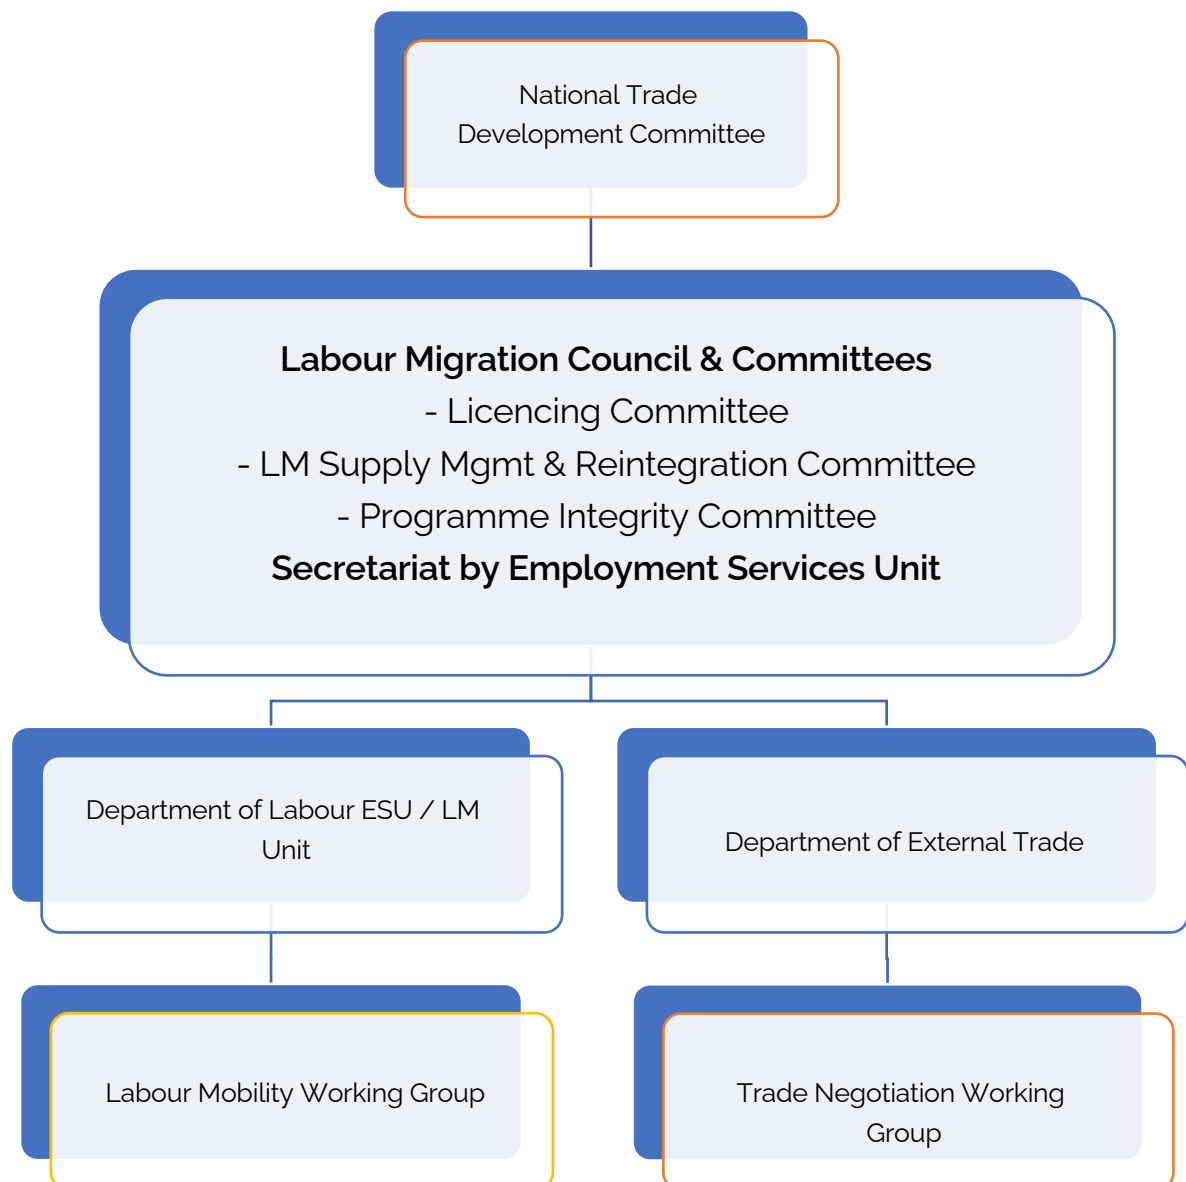 National Trade
Development Committee
Labour Migration Council & Committees
- Licencing Committee
- LM Supply Mgmt & Reintegration Committee
- Programme Integrity Committee
Secretariat by Employment Services Unit
Department of Labour ESU / LM
Unit
Department of External Trade
Labour Mobility Working Group
Trade Negotiation Working
Group